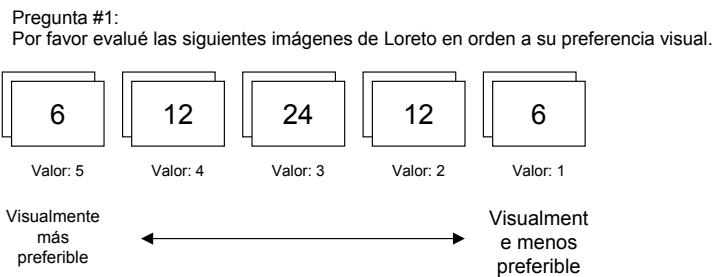 Pregunta #1:
Por favor evalué las siguientes imágenes de Loreto en orden a su preferencia visual.
6 12 24 12 6
Valor: 5 Valor: 4 Valor: 3 Valor: 2 Valor: 1
Visualmente
más
preferible
Visualment
e menos
preferible